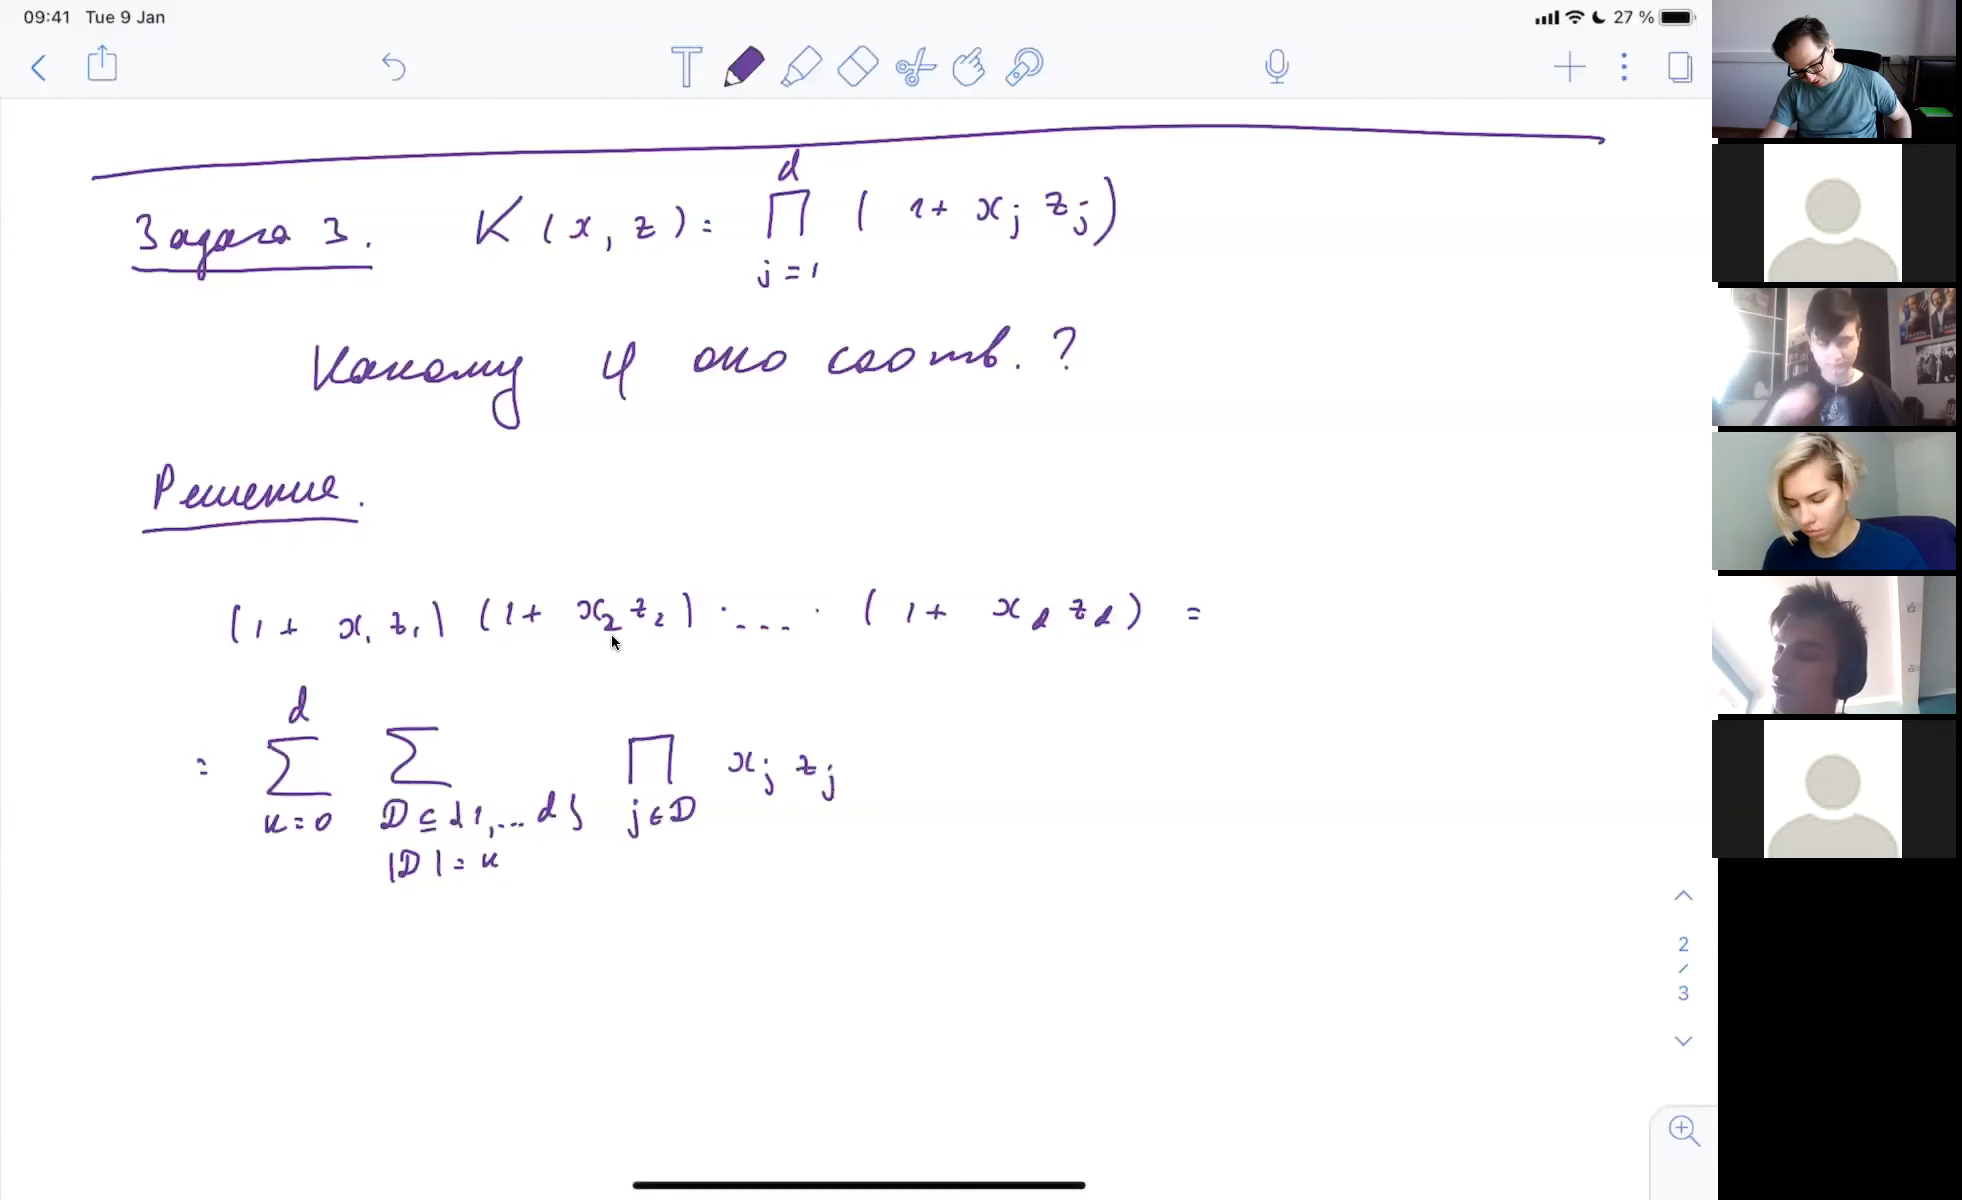 09:41 Tue 9 Jan 27 %
Задача 3. K(x, z) = ∏_{j=1}^{d} (1 + x_j z_j)
Какому φ оно соотв.?
Решение.
(1 + x_1 z_1) (1 + x_2 z_2) · ... · (1 + x_d z_d) =
= ∑_{k=0}^{d} ∑_{D ⊆ {1,...d} |D| = k} ∏_{j∈D} x_j z_j
2
/
3